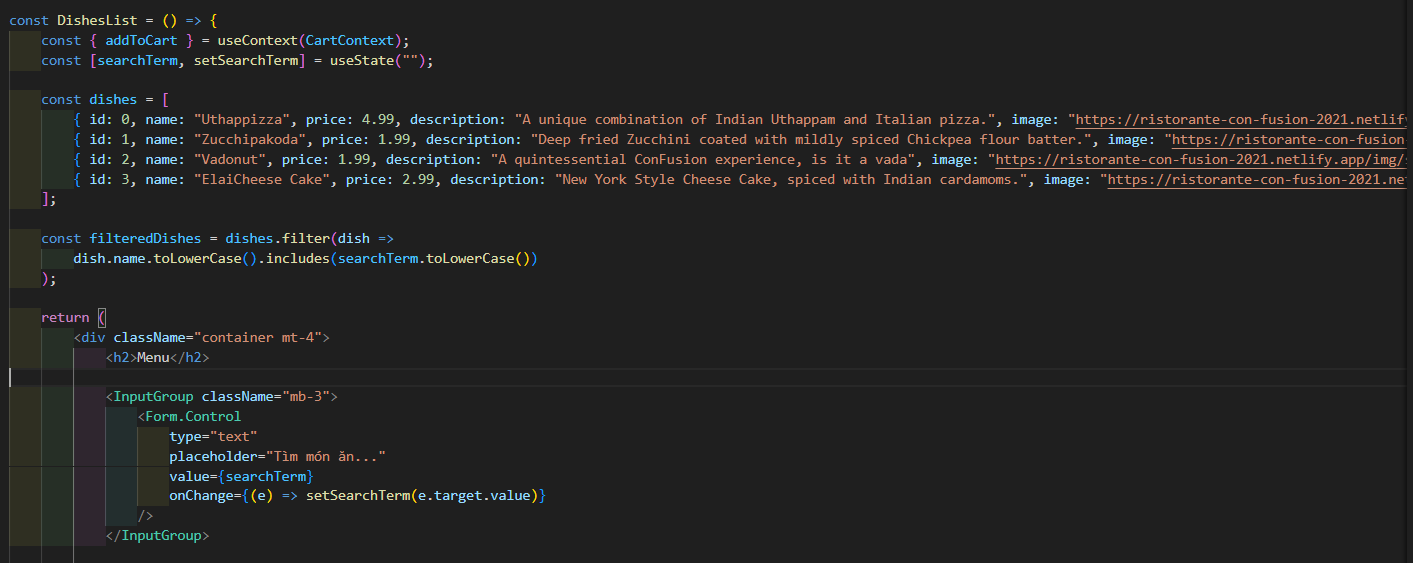 const DishesList = () => {
const { addToCart } = useContext(CartContext);
const [searchTerm, setSearchTerm] = useState("");
const dishes = [
{ id: 0, name: "Uthappizza", price: 4.99, description: "A unique combination of Indian Uthappam and Italian pizza.", image: "https://ristorante-con-fusion-2021.netlify
{ id: 1, name: "Zucchipakoda", price: 1.99, description: "Deep fried Zucchini coated with mildly spiced Chickpea flour batter.", image: "https://ristorante-con-fusion
{ id: 2, name: "Vadonut", price: 1.99, description: "A quintessential ConFusion experience, is it a vada", image: "https://ristorante-con-fusion-2021.netlify.app/img/
{ id: 3, name: "ElaiCheese Cake", price: 2.99, description: "New York Style Cheese Cake, spiced with Indian cardamoms.", image: "https://ristorante-con-fusion-2021.ne
];
const filteredDishes = dishes.filter(dish =>
dish.name.toLowerCase().includes(searchTerm.toLowerCase())
);
return (
<div className="container mt-4">
<h2>Menu</h2>
<InputGroup className="mb-3">
<Form.Control
type="text"
placeholder="Tìm món ăn..."
value={searchTerm}
onChange={(e) => setSearchTerm(e.target.value)}
/>
</InputGroup>